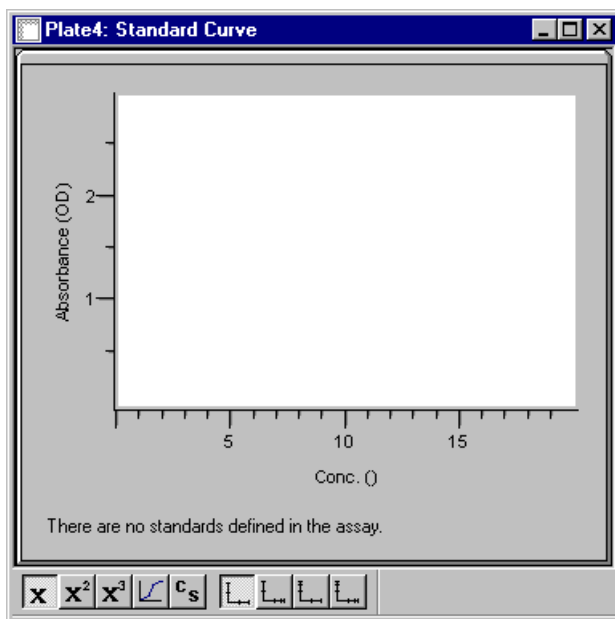 Plate4: Standard Curve
Absorbance (OD)
2
1
5 10 15
Conc. ()
There are no standards defined in the assay.
x x² x³ Cs